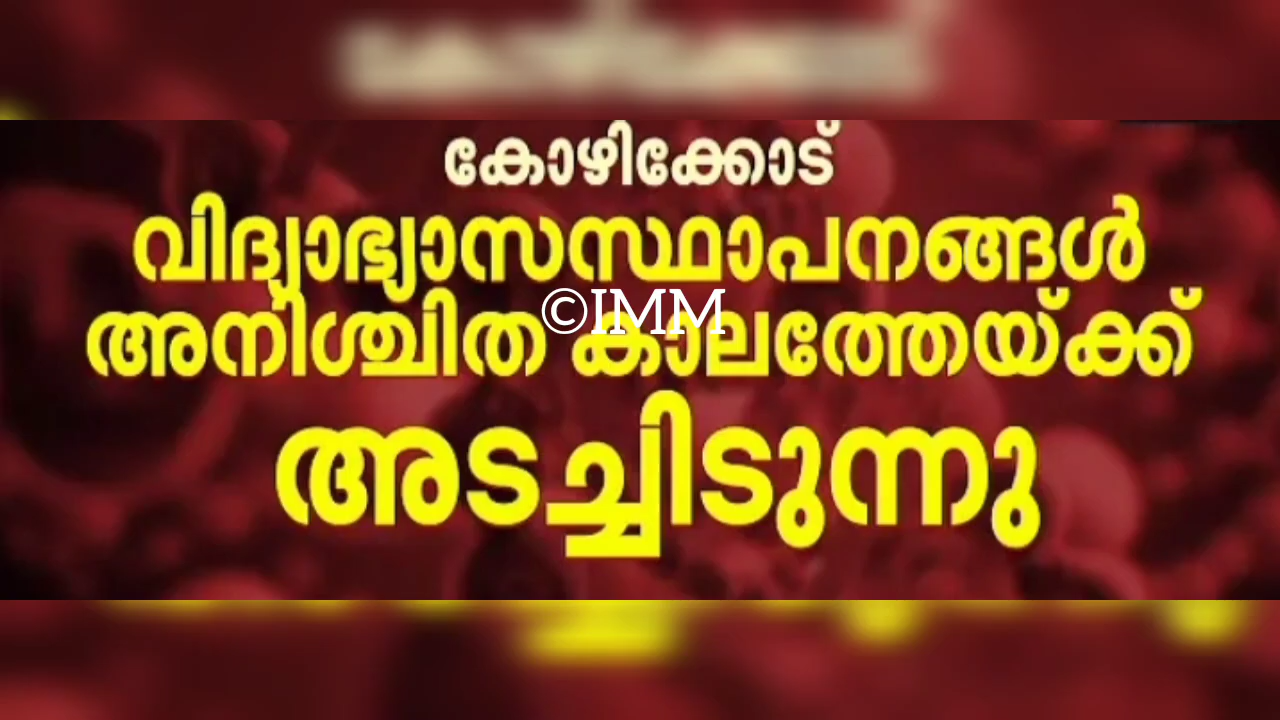 കോഴിക്കോട്
വിദ്യാഭ്യാസസ്ഥാപനങ്ങൾ
©IMM
അനിശ്ചിത കാലത്തേയ്ക്ക്
അടച്ചിടുന്നു